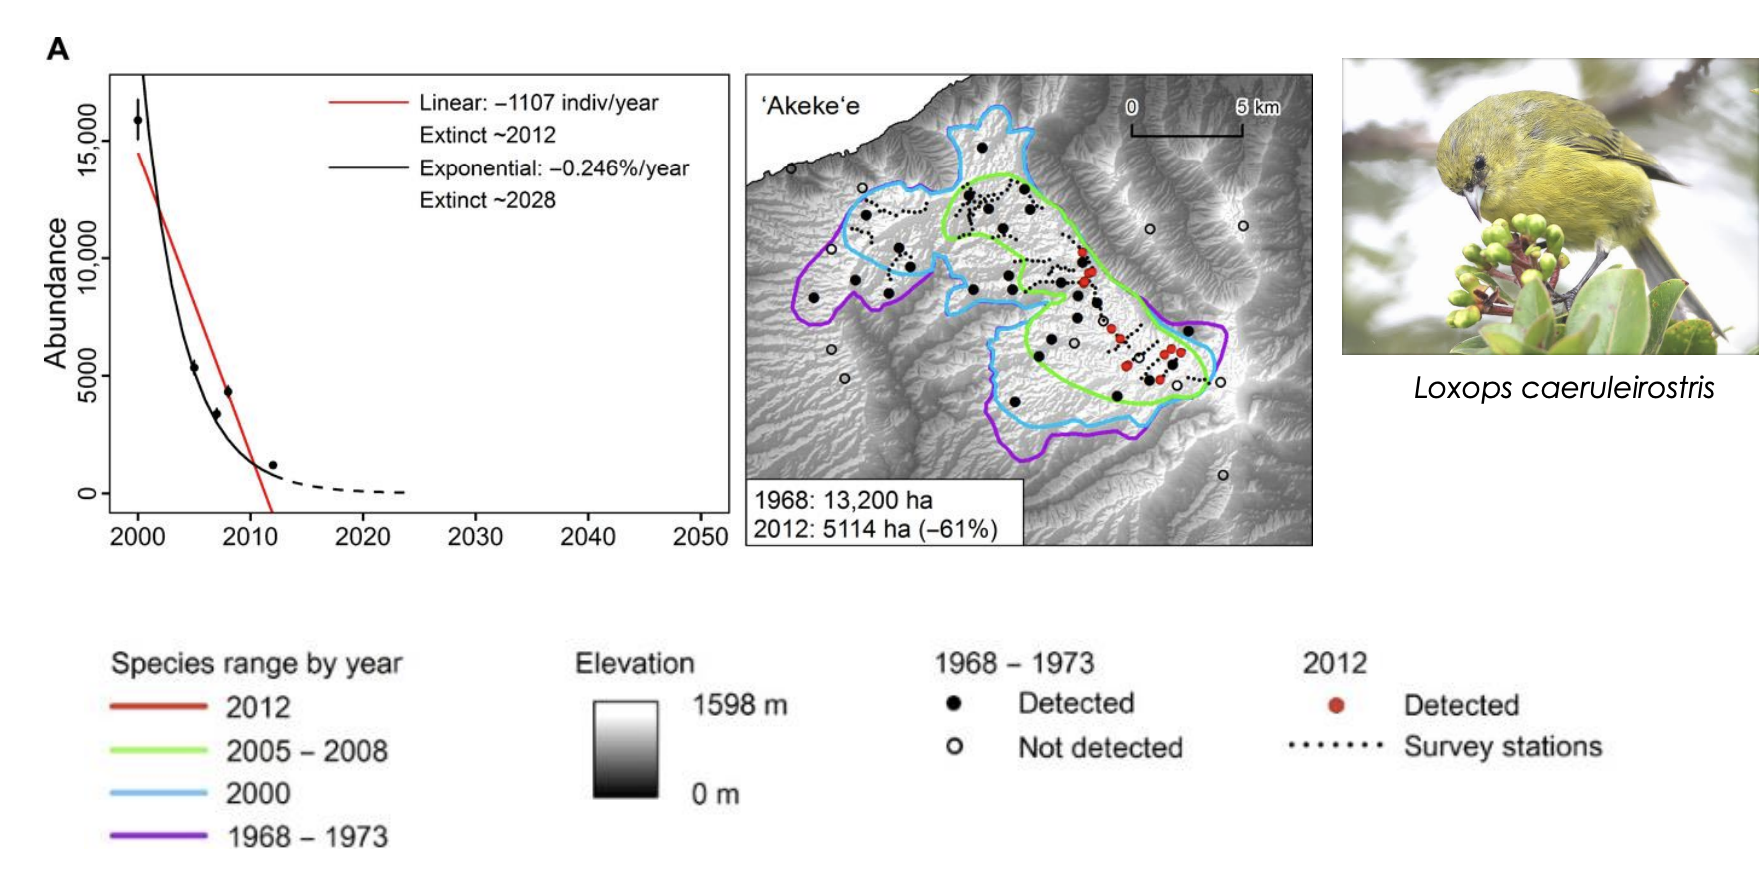 A
Linear: −1107 indiv/year
Extinct ~2012
Exponential: −0.246%/year
Extinct ~2028
Abundance
15,000
10,000
5000
0
2000 2010 2020 2030 2040 2050
ʻAkekeʻe
0 5 km
1968: 13,200 ha
2012: 5114 ha (−61%)
Loxops caeruleirostris
Species range by year
2012
2005 – 2008
2000
1968 – 1973
Elevation
1598 m
0 m
1968 – 1973
Detected
Not detected
2012
Detected
Survey stations